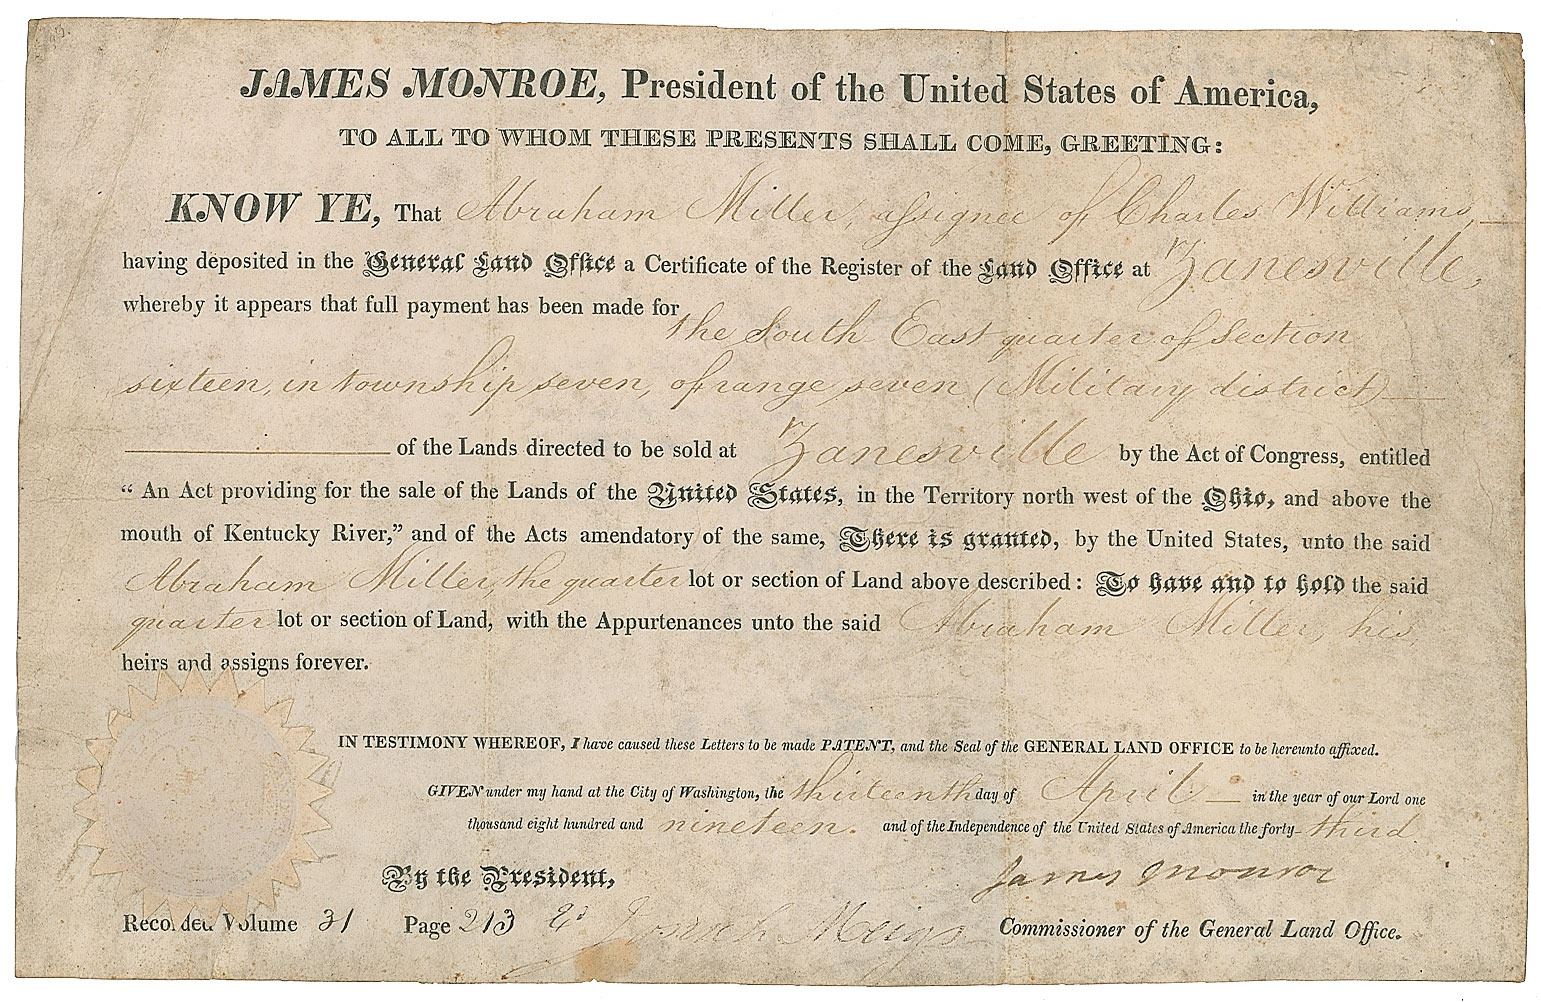 JAMES MONROE, President of the United States of America,
TO ALL TO WHOM THESE PRESENTS SHALL COME, GREETING:
KNOW YE, That Abraham Miller, assignee of Charles Williams,
having deposited in the General Land Office a Certificate of the Register of the Land Office at Zanesville,
whereby it appears that full payment has been made for
the South East quarter of Section
sixteen, in township seven, of range seven (Military district)
of the Lands directed to be sold at Zanesville by the Act of Congress, entitled
“ An Act providing for the sale of the Lands of the United States, in the Territory north west of the Ohio, and above the
mouth of Kentucky River,” and of the Acts amendatory of the same, There is granted, by the United States, unto the said
Abraham Miller, the quarter lot or section of Land above described: To have and to hold the said
quarter lot or section of Land, with the Appurtenances unto the said Abraham Miller, his,
heirs and assigns forever.
IN TESTIMONY WHEREOF, I have caused these Letters to be made PATENT, and the Seal of the GENERAL LAND OFFICE to be hereunto affixed.
GIVEN under my hand at the City of Washington, the thirteenth day of April in the year of our Lord one
thousand eight hundred and nineteen. and of the Independence of the United States of America the forty-third
By the President, James Monroe
Recorded Volume 31 Page 213 Josiah Meigs Commissioner of the General Land Office.